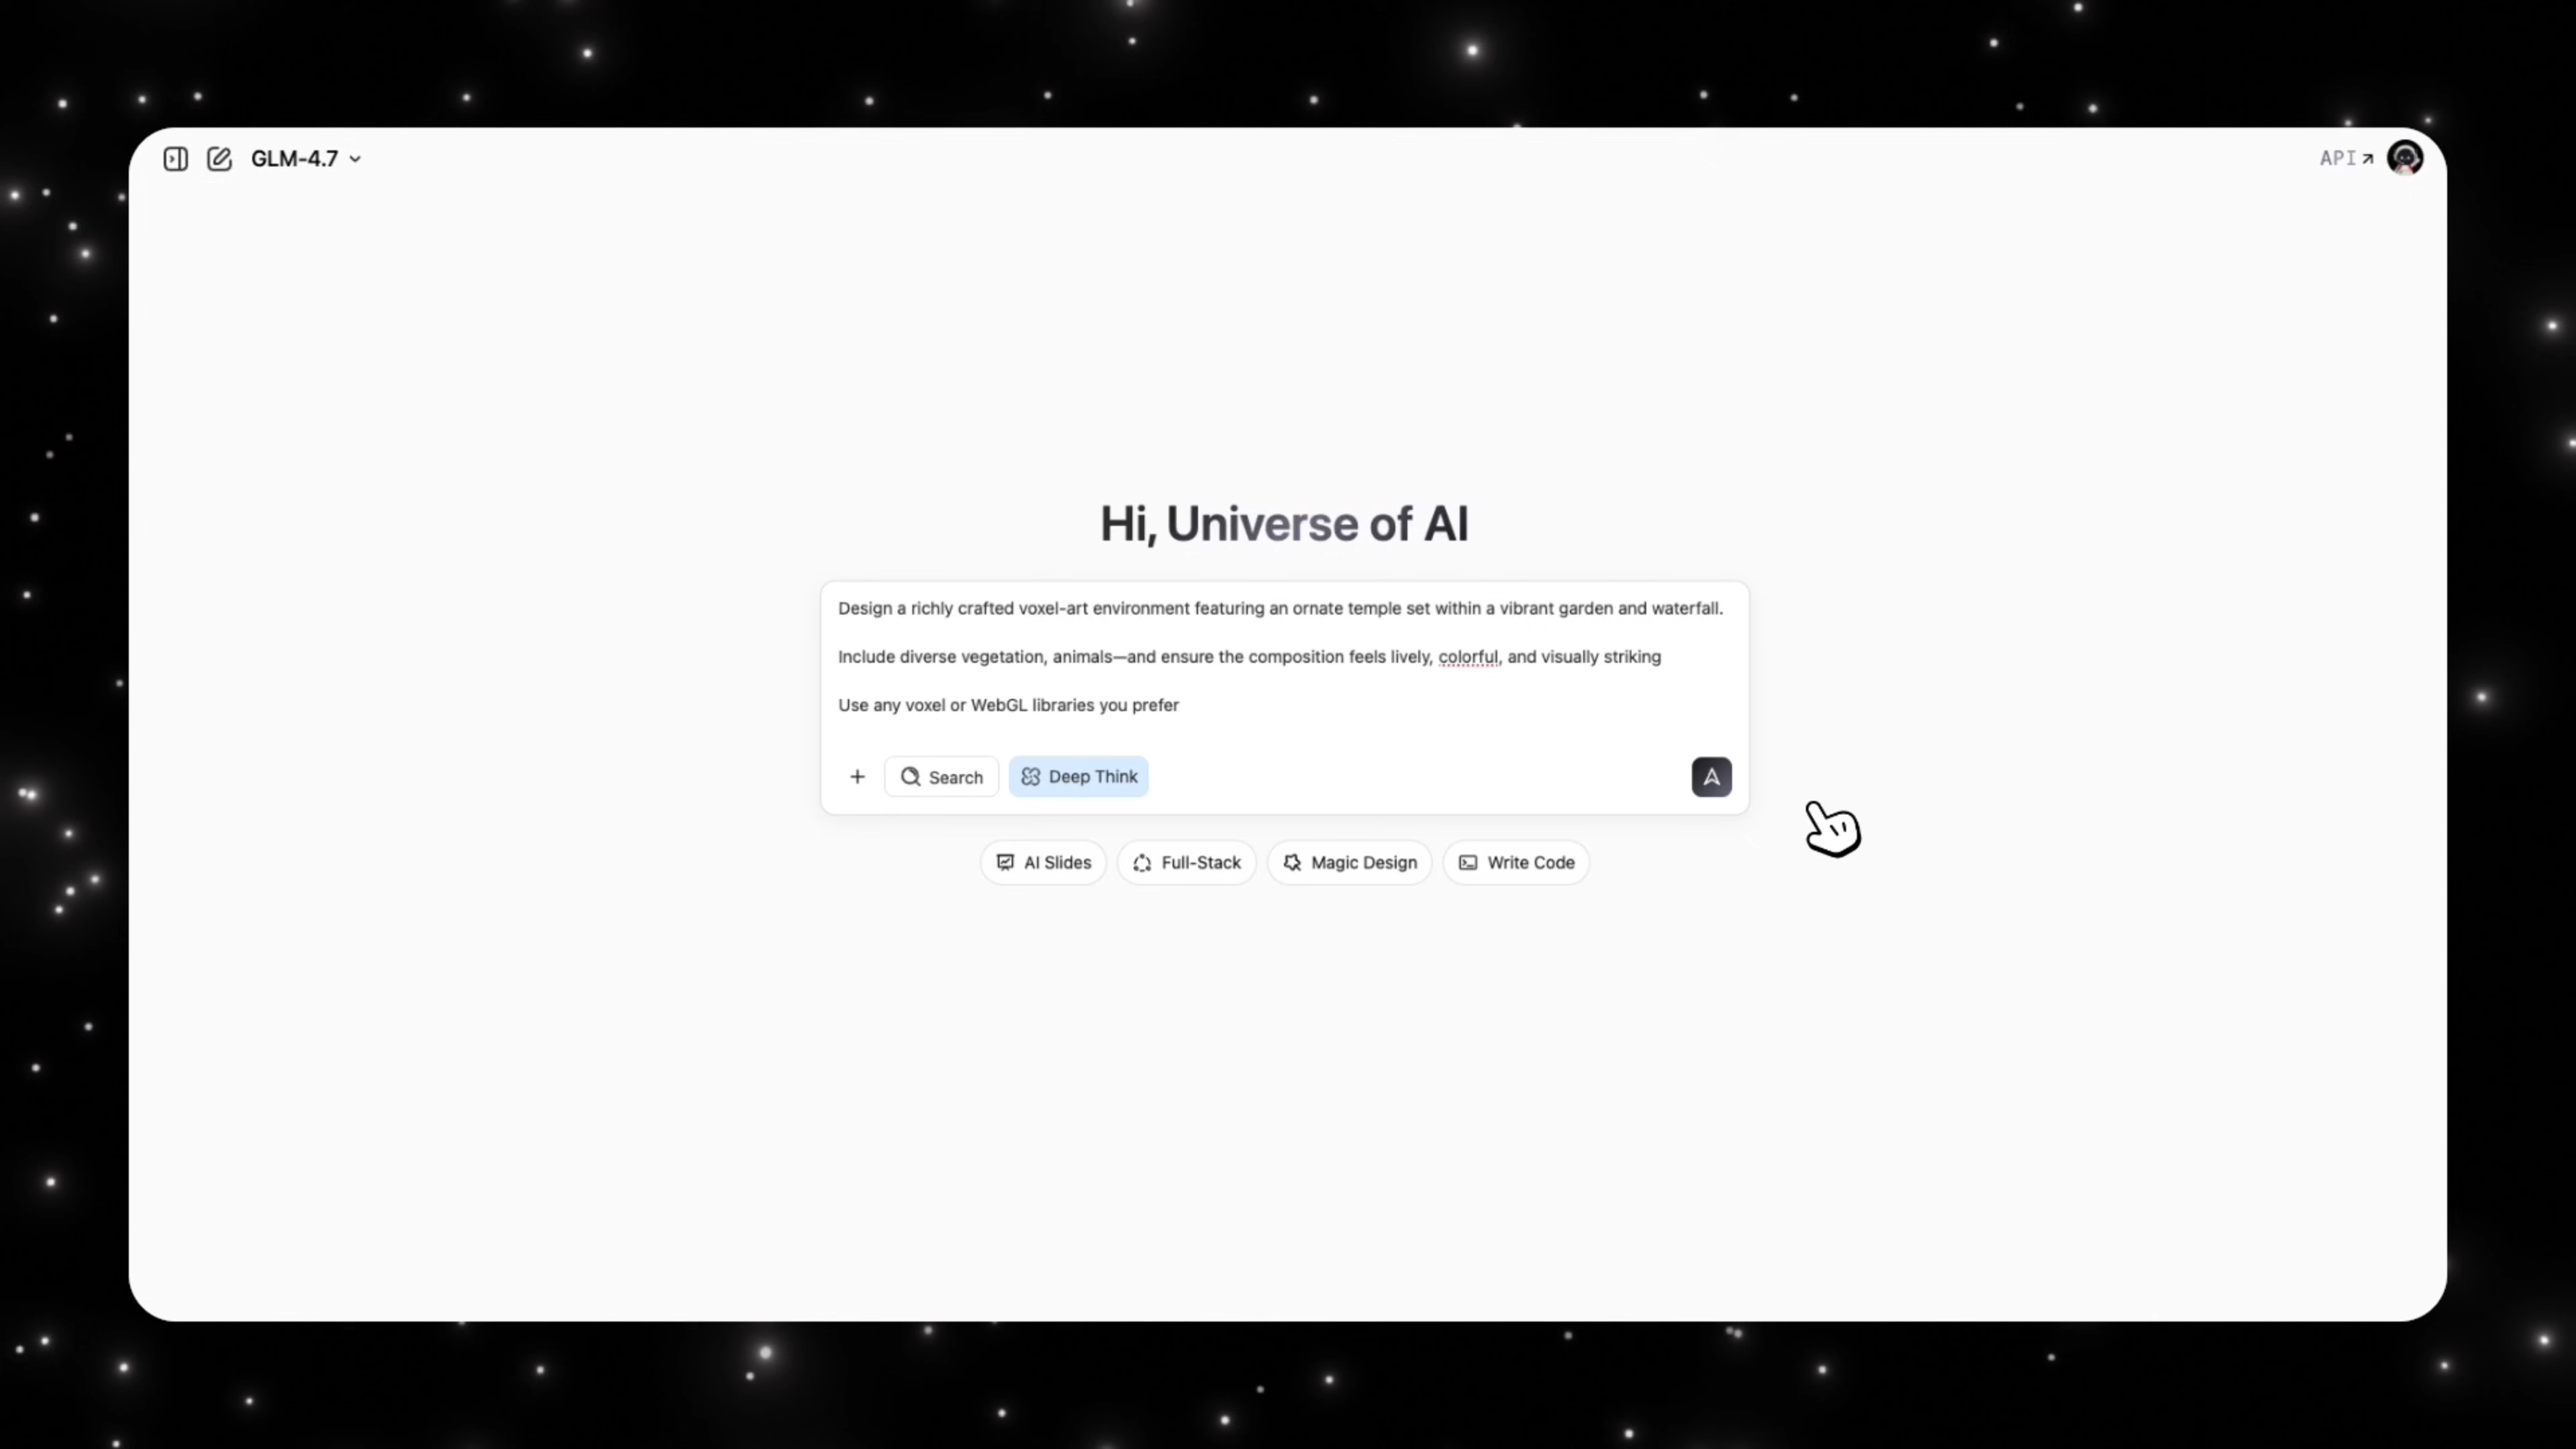 GLM-4.7
API
Hi, Universe of AI
Design a richly crafted voxel-art environment featuring an ornate temple set within a vibrant garden and waterfall.
Include diverse vegetation, animals—and ensure the composition feels lively, colorful, and visually striking
Use any voxel or WebGL libraries you prefer
Search
Deep Think
AI Slides
Full-Stack
Magic Design
Write Code